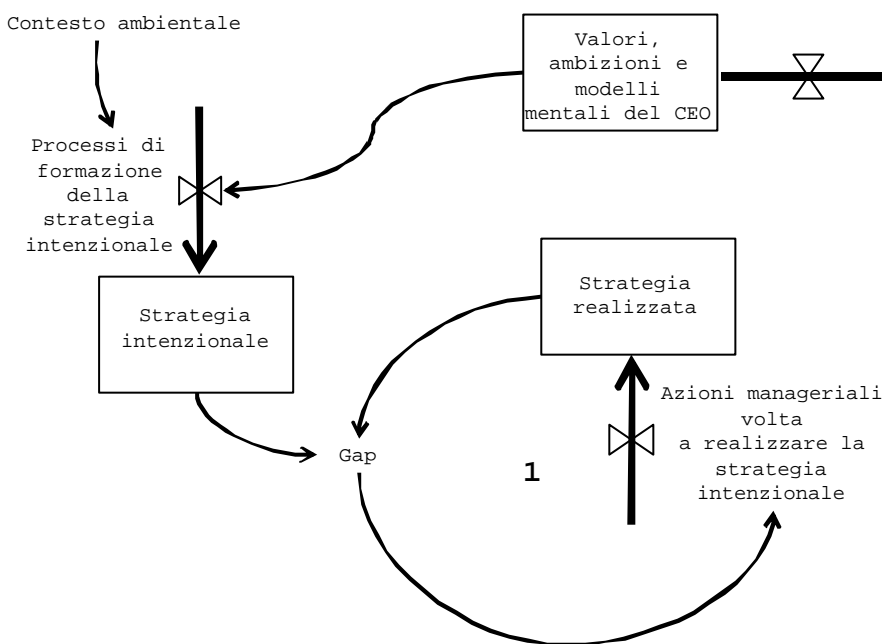 Contesto ambientale
Valori,
ambizioni e
modelli
mentali del CEO
Processi di
formazione
della
strategia
intenzionale
Strategia
intenzionale
Strategia
realizzata
Azioni manageriali
volta
a realizzare la
strategia
intenzionale
Gap
1